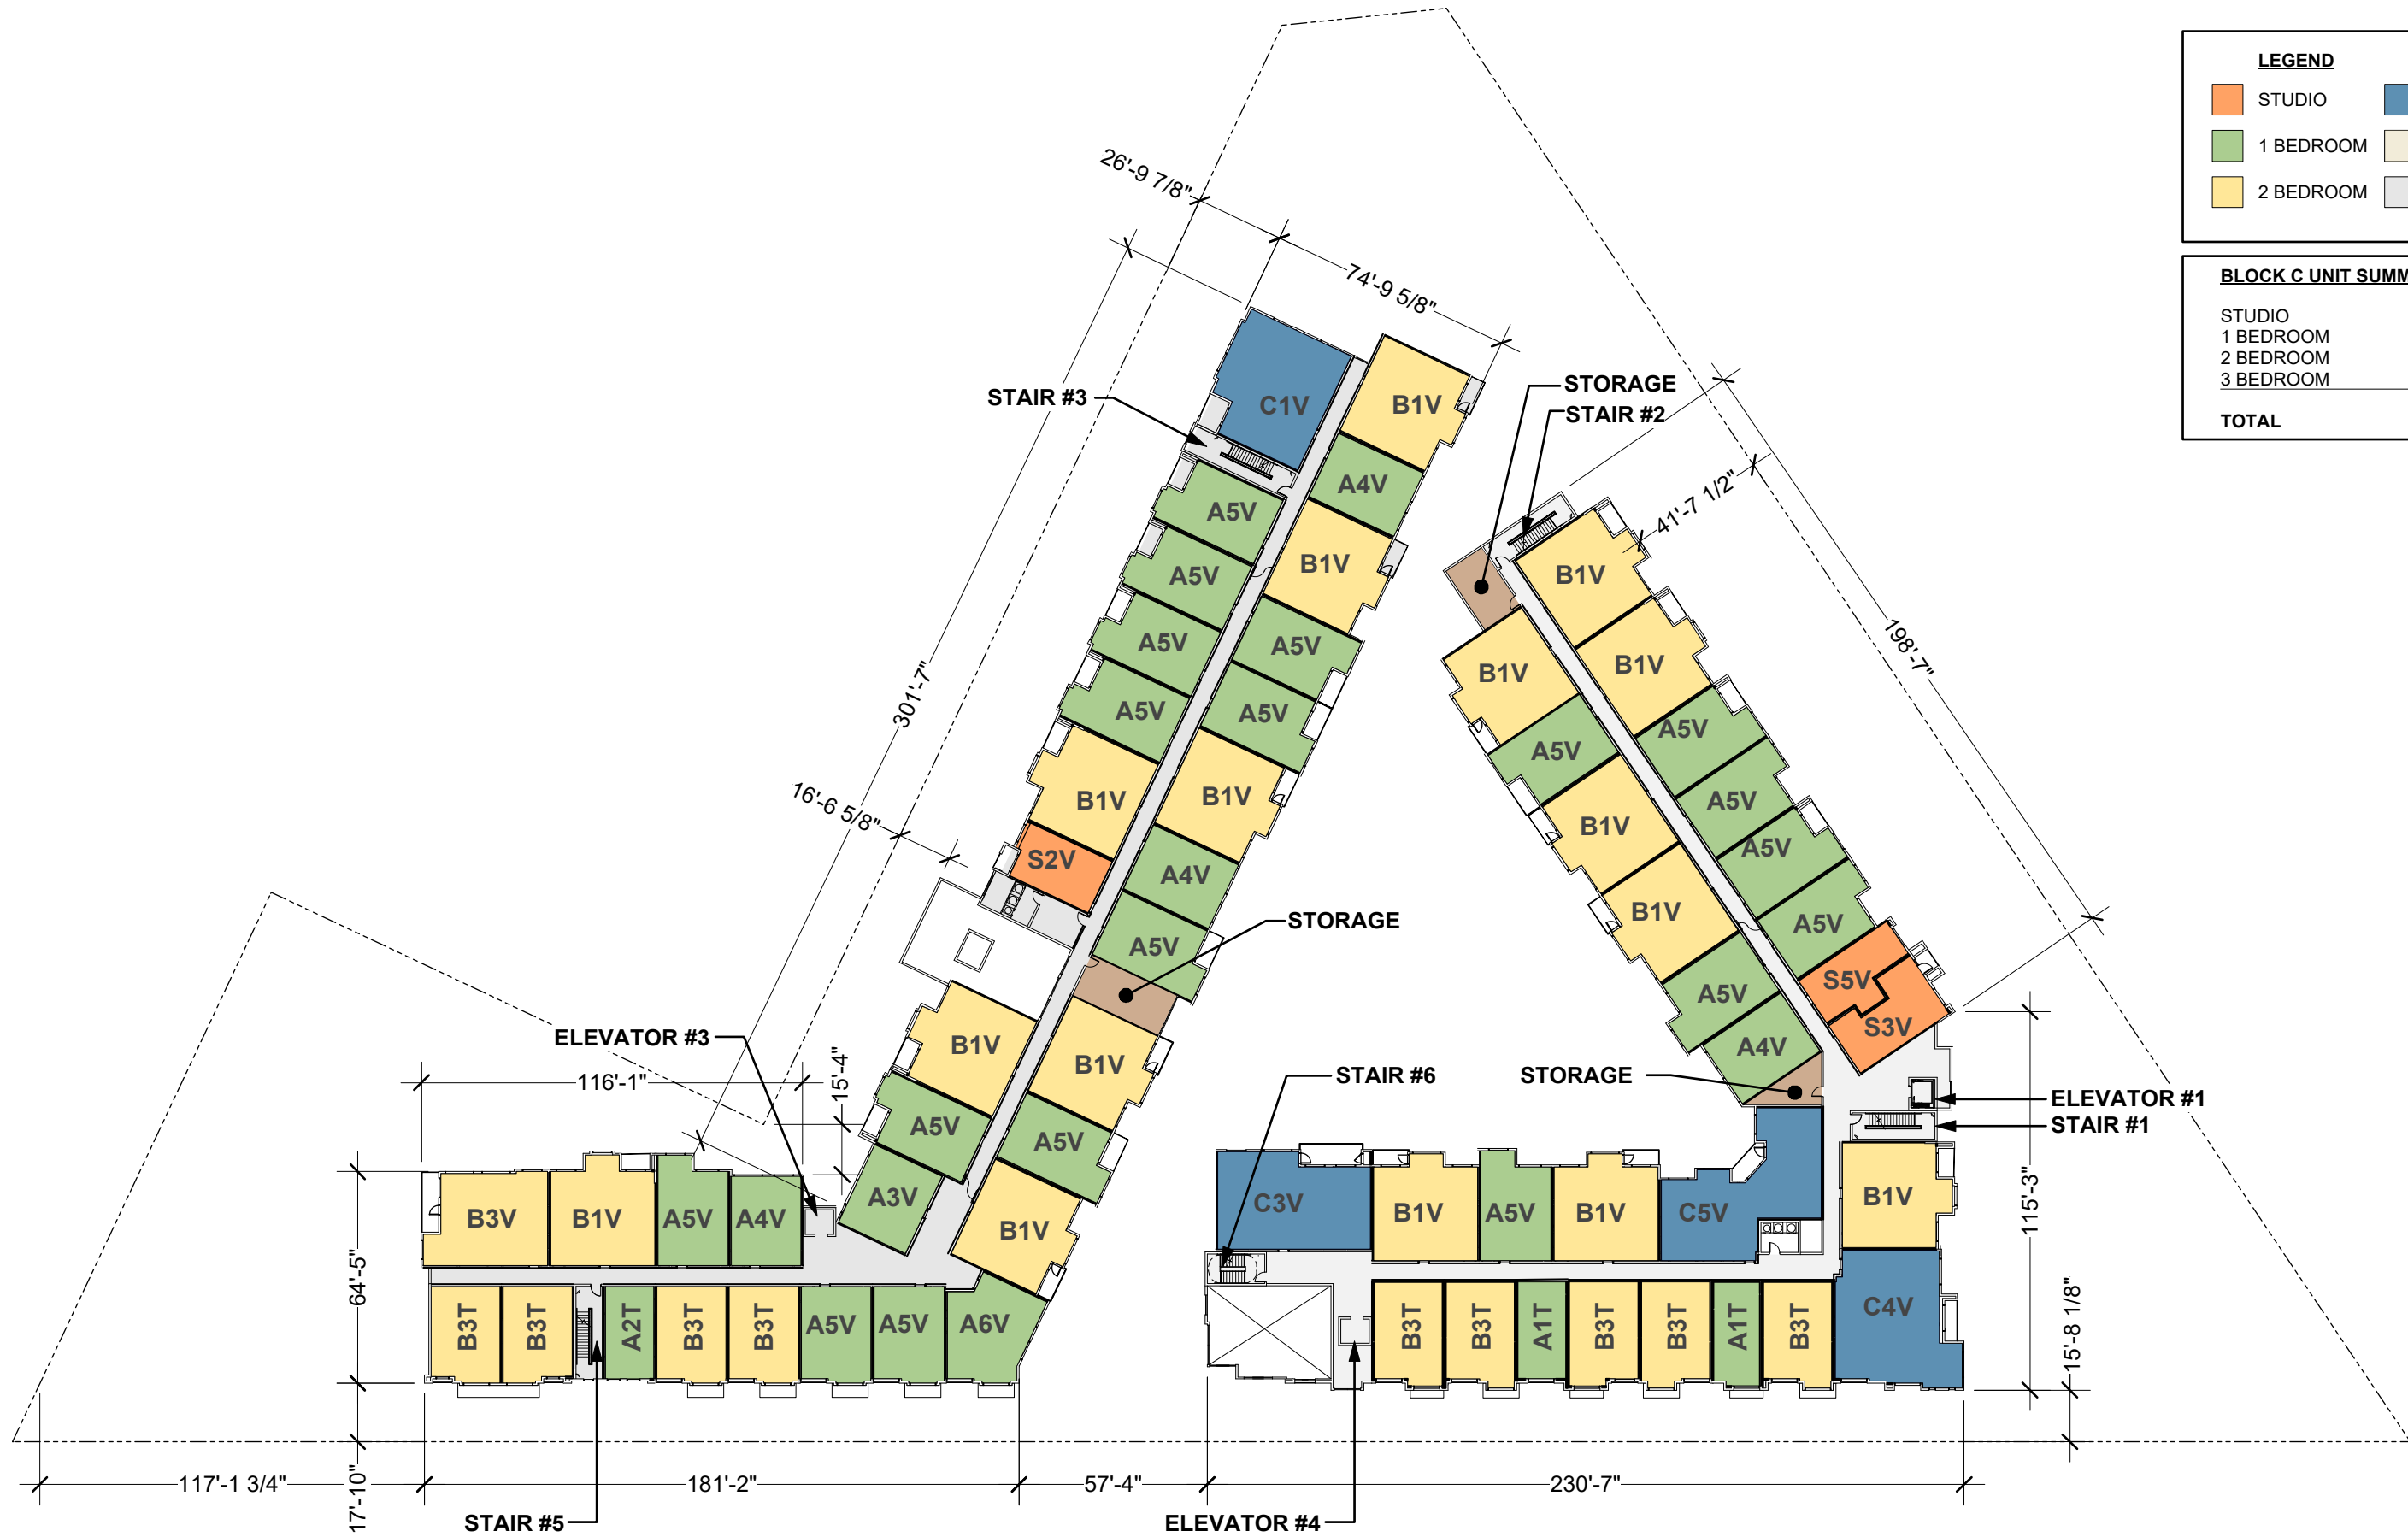 LEGEND
STUDIO
1 BEDROOM
2 BEDROOM
BLOCK C UNIT SUMM
STUDIO
1 BEDROOM
2 BEDROOM
3 BEDROOM
TOTAL
26'-9 7/8"
74'-9 5/8"
STAIR #3
C1V
B1V
STORAGE
STAIR #2
A4V
41'-7 1/2"
A5V
B1V
B1V
A5V
198'-7"
A5V
A5V
B1V
B1V
301'-7"
A5V
A5V
A5V
A5V
B1V
B1V
A5V
16'-6 5/8"
B1V
A5V
S2V
A4V
B1V
A5V
STORAGE
A5V
S5V
A5V
S3V
ELEVATOR #3
B1V
B1V
A4V
116'-1"
15'-4"
STAIR #6
STORAGE
ELEVATOR #1
STAIR #1
A5V
A5V
A3V
B1V
B3V
B1V
A5V
A4V
C3V
B1V
A5V
B1V
C5V
B1V
115'-3"
64'-5"
B3T
B3T
A2T
B3T
B3T
A5V
A5V
A6V
B3T
B3T
A1T
B3T
B3T
A1T
B3T
C4V
15'-8 1/8"
117'-1 3/4"
17'-10"
181'-2"
57'-4"
230'-7"
STAIR #5
ELEVATOR #4